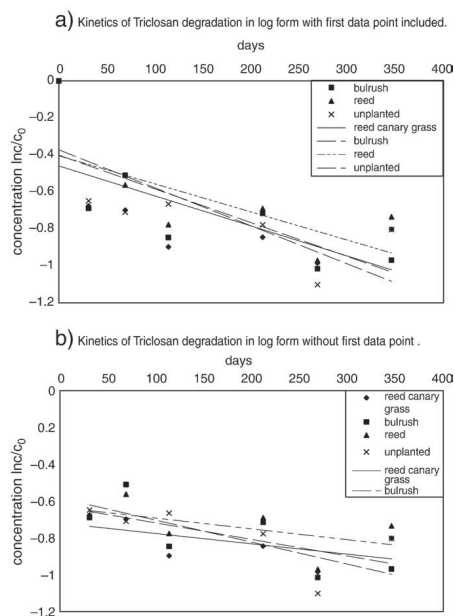 a) Kinetics of Triclosan degradation in log form with first data point included.
days
0 50 100 150 200 250 300 350 400
0
−0.2
−0.4
−0.6
−0.8
−1
−1.2
concentration lnc/c0
bulrush
reed
unplanted
reed canary grass
bulrush
reed
unplanted
b) Kinetics of Triclosan degradation in log form without first data point .
days
0 50 100 150 200 250 300 350 400
0
−0.2
−0.4
−0.6
−0.8
−1
−1.2
concentration lnc/c0
reed canary
grass
bulrush
reed
unplanted
reed canary
grass
bulrush